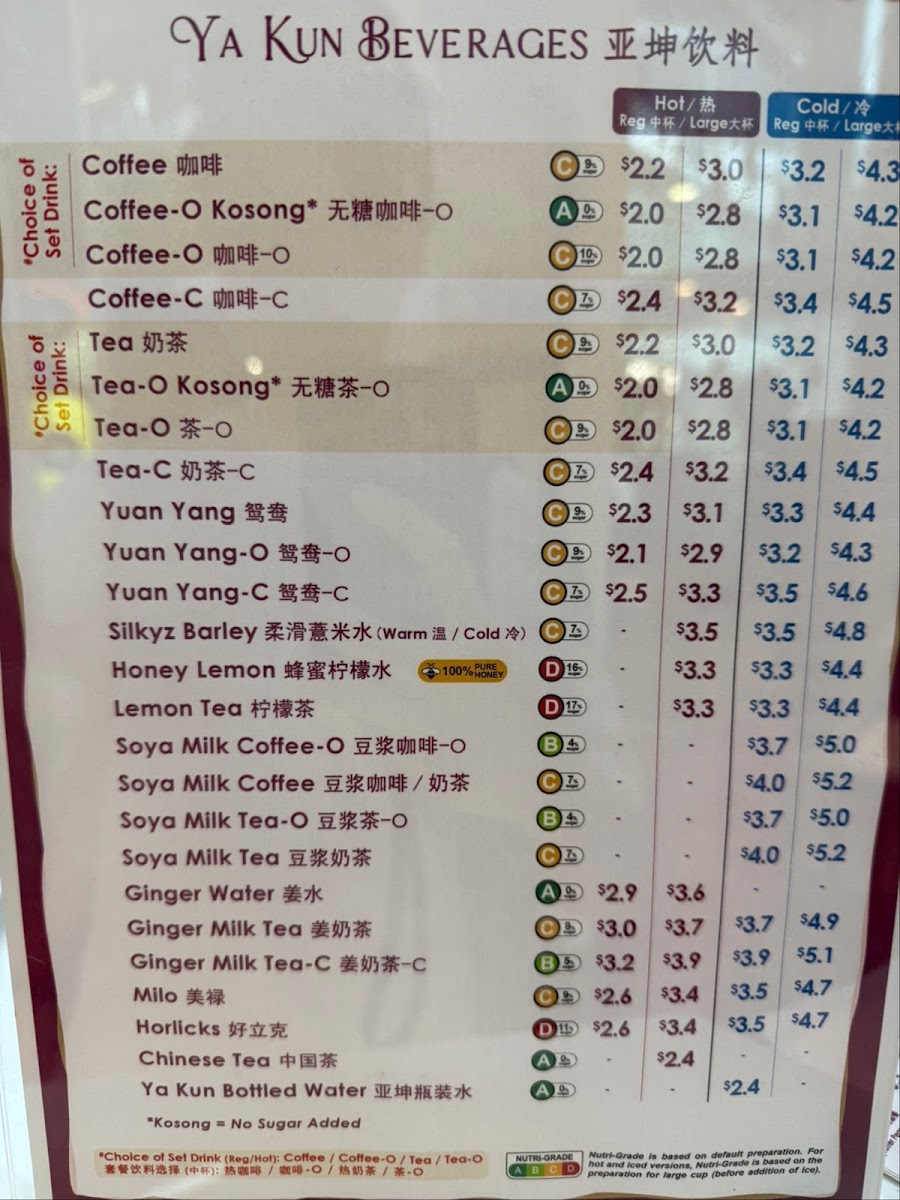 YA KUN BEVERAGES 亚坤饮料
Hot / 热 Cold / 冷
Reg 中杯 / Large大杯 Reg 中杯 / Large大杯
*Choice of Set Drink:
Coffee 咖啡 C 9% sugar $2.2 $3.0 $3.2 $4.3
Coffee-O Kosong* 无糖咖啡-O A 0% sugar $2.0 $2.8 $3.1 $4.2
Coffee-O 咖啡-O C 10% sugar $2.0 $2.8 $3.1 $4.2
Coffee-C 咖啡-C C 7% sugar $2.4 $3.2 $3.4 $4.5
*Choice of Set Drink:
Tea 奶茶 C 9% sugar $2.2 $3.0 $3.2 $4.3
Tea-O Kosong* 无糖茶-O A 0% sugar $2.0 $2.8 $3.1 $4.2
Tea-O 茶-O C 9% sugar $2.0 $2.8 $3.1 $4.2
Tea-C 奶茶-C C 7% sugar $2.4 $3.2 $3.4 $4.5
Yuan Yang 鸳鸯 C 9% sugar $2.3 $3.1 $3.3 $4.4
Yuan Yang-O 鸳鸯-O C 9% sugar $2.1 $2.9 $3.2 $4.3
Yuan Yang-C 鸳鸯-C C 7% sugar $2.5 $3.3 $3.5 $4.6
Silkyz Barley 柔滑薏米水 (Warm 温 / Cold 冷) C 7% sugar - $3.5 $3.5 $4.8
Honey Lemon 蜂蜜柠檬水 100% PURE HONEY D 16% - $3.3 $3.3 $4.4
Lemon Tea 柠檬茶 D 17% - $3.3 $3.3 $4.4
Soya Milk Coffee-O 豆浆咖啡-O B 4% - - $3.7 $5.0
Soya Milk Coffee 豆浆咖啡 / 奶茶 C 7% - - $4.0 $5.2
Soya Milk Tea-O 豆浆茶-O B 4% - - $3.7 $5.0
Soya Milk Tea 豆浆奶茶 C 7% - - $4.0 $5.2
Ginger Water 姜水 A 0% $2.9 $3.6 - -
Ginger Milk Tea 姜奶茶 C 8% $3.0 $3.7 $3.7 $4.9
Ginger Milk Tea-C 姜奶茶-C B 5% $3.2 $3.9 $3.9 $5.1
Milo 美禄 C 9% $2.6 $3.4 $3.5 $4.7
Horlicks 好立克 D 11% $2.6 $3.4 $3.5 $4.7
Chinese Tea 中国茶 A 0% - $2.4 - -
Ya Kun Bottled Water 亚坤瓶装水 A 0% - - $2.4 -
*Kosong = No Sugar Added
*Choice of Set Drink (Reg/Hot): Coffee / Coffee-O / Tea / Tea-O
套餐饮料选择 (中杯): 热咖啡 / 咖啡-O / 热奶茶 / 茶-O
NUTRI-GRADE
A B C D
Nutri-Grade is based on default preparation. For
hot and iced versions, Nutri-Grade is based on the
preparation for large cup (before addition of ice).